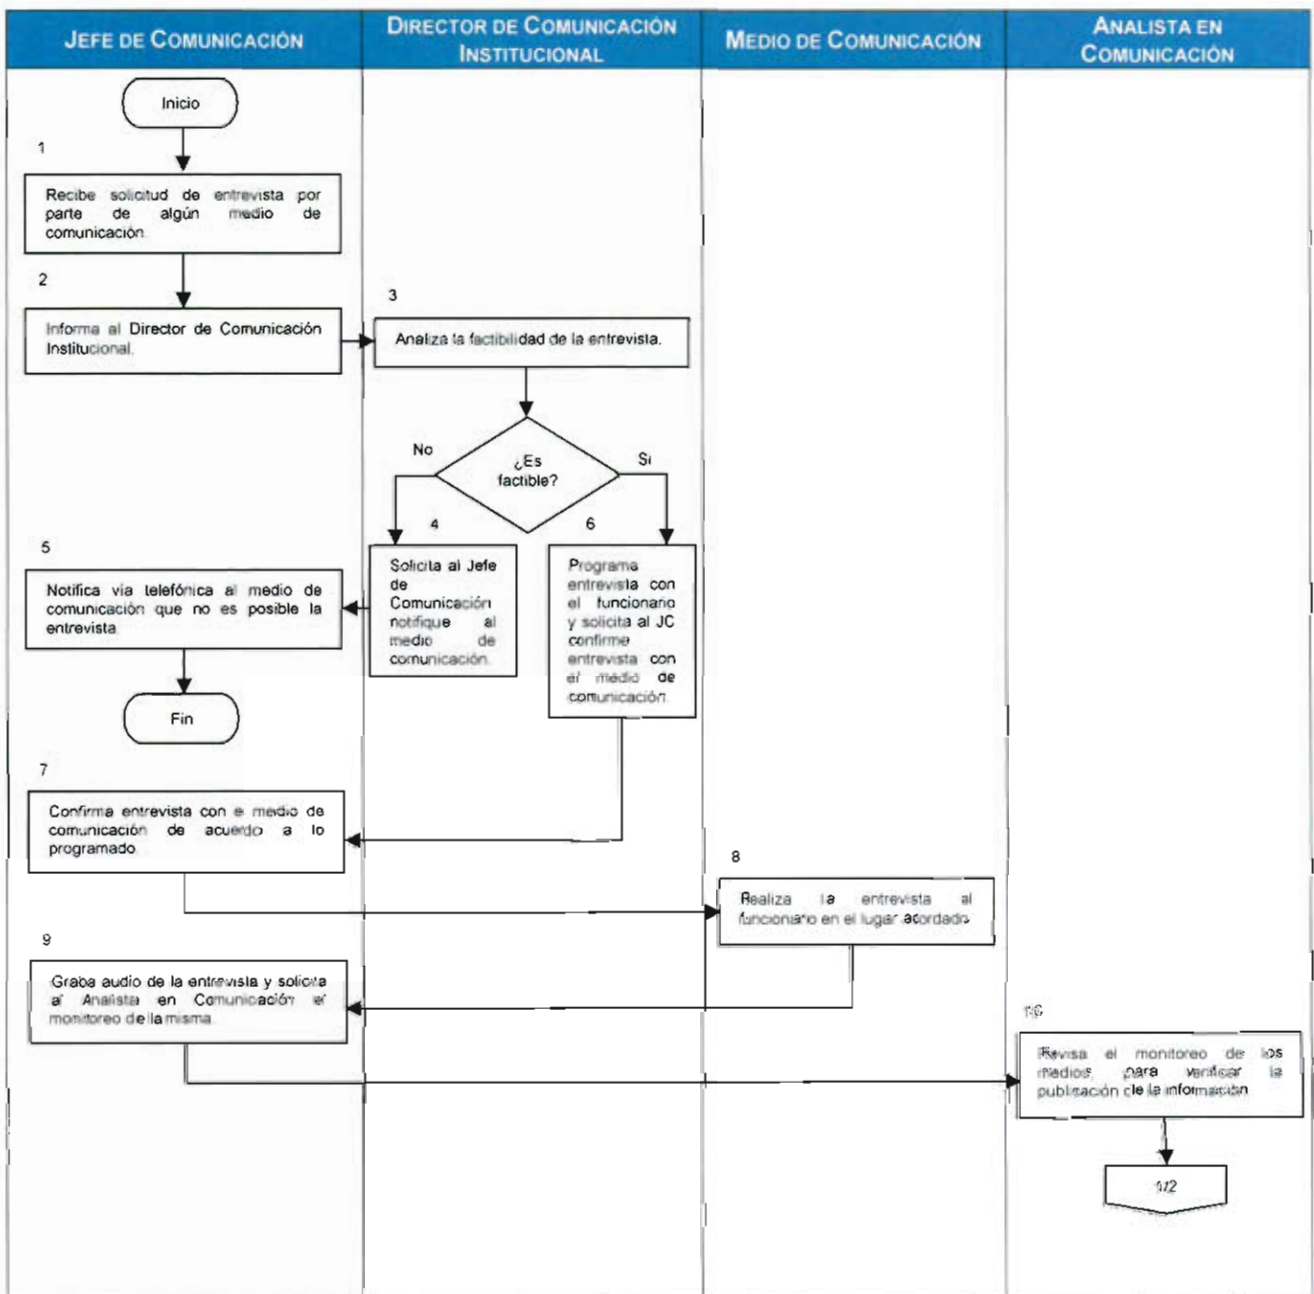 JEFE DE COMUNICACIÓN
DIRECTOR DE COMUNICACIÓN
INSTITUCIONAL
MEDIO DE COMUNICACIÓN
ANALISTA EN
COMUNICACIÓN
Inicio
1
Recibe solicitud de entrevista por
parte de algún medio de
comunicación.
2
Informa al Director de Comunicación
Institucional.
3
Analiza la factibilidad de la entrevista.
¿Es
factible?
No
Si
4
Solicita al Jefe
de
Comunicación
notifique al
medio de
comunicación.
5
Notifica via telefónica al medio de
comunicación que no es posible la
entrevista.
Fin
6
Programa
entrevista con
el funcionario
y solicita al JC
confirme
entrevista con
el medio de
comunicación.
7
Confirma entrevista con e medio de
comunicación de acuerdo a lo
programado.
8
Realiza la entrevista al
funcionario en el lugar acordado
9
Graba audio de la entrevista y solicita
al Analista en Comunicación el
monitoreo de la misma.
10
Revisa el monitoreo de los
medios, para verificar la
publicación de la información
1/2